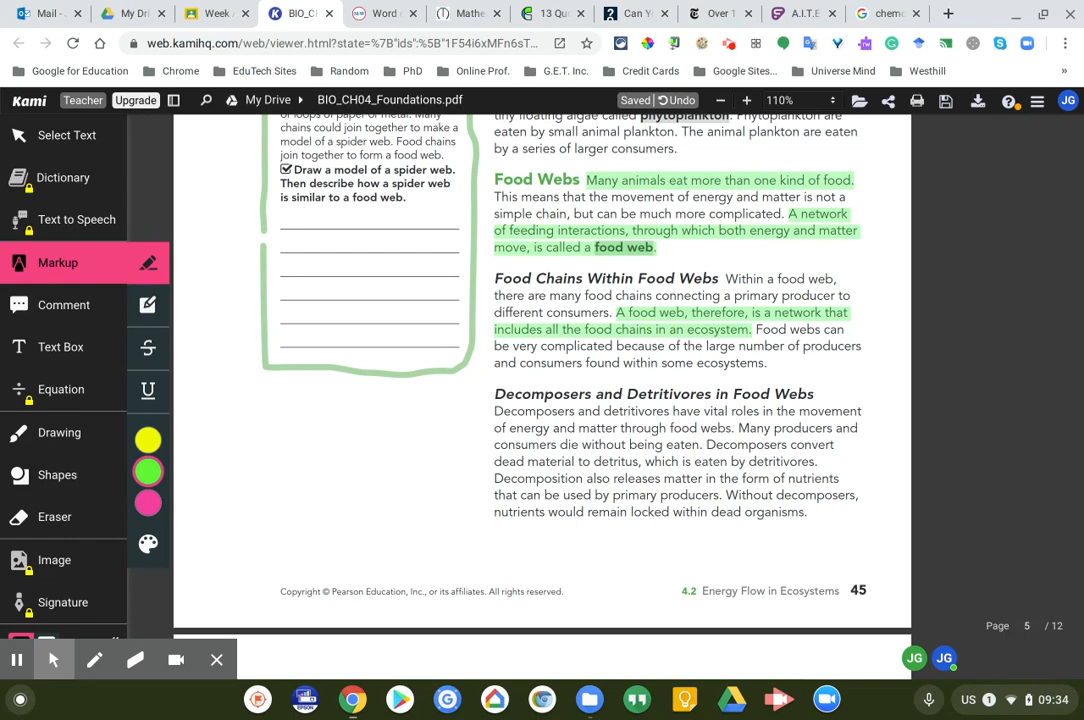 Mail -
My Dri
Week
BIO_CH
Word
Mathe
13 Qu
Can Y
Over 1
A.I.T.E
chemo
web.kamihq.com/web/viewer.html?state=%7B"ids":%5B"1F54i6xMFn6sT...
Google for Education
Chrome
EduTech Sites
Random
PhD
Online Prof.
G.E.T. Inc.
Credit Cards
Google Sites...
Universe Mind
Westhill
»
Kami
Teacher
Upgrade
My Drive
BIO_CH04_Foundations.pdf
Saved
Undo
110%
JG
Select Text
Dictionary
Text to Speech
Markup
Comment
Text Box
Equation
Drawing
Shapes
Eraser
Image
Signature
of loops of paper or metal. Many
chains could join together to make a
model of a spider web. Food chains
join together to form a food web.
Draw a model of a spider web.
Then describe how a spider web
is similar to a food web.
tiny floating algae called phytoplankton. Phytoplankton are
eaten by small animal plankton. The animal plankton are eaten
by a series of larger consumers.
Food Webs Many animals eat more than one kind of food.
This means that the movement of energy and matter is not a
simple chain, but can be much more complicated. A network
of feeding interactions, through which both energy and matter
move, is called a food web.
Food Chains Within Food Webs Within a food web,
there are many food chains connecting a primary producer to
different consumers. A food web, therefore, is a network that
includes all the food chains in an ecosystem. Food webs can
be very complicated because of the large number of producers
and consumers found within some ecosystems.
Decomposers and Detritivores in Food Webs
Decomposers and detritivores have vital roles in the movement
of energy and matter through food webs. Many producers and
consumers die without being eaten. Decomposers convert
dead material to detritus, which is eaten by detritivores.
Decomposition also releases matter in the form of nutrients
that can be used by primary producers. Without decomposers,
nutrients would remain locked within dead organisms.
Copyright © Pearson Education, Inc., or its affiliates. All rights reserved.
4.2 Energy Flow in Ecosystems 45
Page 5 / 12
JG
JG
EPSON
US
1
09:34